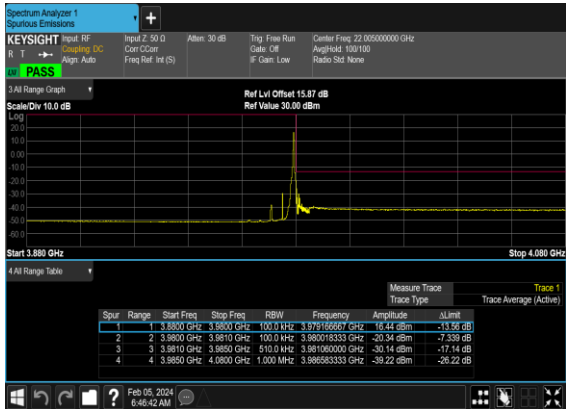 Spectrum Analyzer 1
Spurious Emissions
KEYSIGHT
R T
LXI PASS
Input: RF
Coupling: DC
Align: Auto
Input Z: 50 Ω
Corr CCorr
Freq Ref: Int (S)
Atten: 30 dB
Trig: Free Run
Gate: Off
IF Gain: Low
Center Freq: 22.005000000 GHz
Avg|Hold: 100/100
Radio Std: None
3 All Range Graph
Scale/Div 10.0 dB
Ref Lvl Offset 15.87 dB
Ref Value 30.00 dBm
Log
20.0
10.0
0.00
-10.0
-20.0
-30.0
-40.0
-50.0
-60.0
Start 3.880 GHz
Stop 4.080 GHz
4 All Range Table
Measure Trace Trace 1
Trace Type Trace Average (Active)
Spur Range Start Freq Stop Freq RBW Frequency Amplitude ΔLimit
1 1 3.8800 GHz 3.9800 GHz 100.0 kHz 3.979166667 GHz 16.44 dBm -13.56 dB
2 2 3.9800 GHz 3.9810 GHz 100.0 kHz 3.980018333 GHz -20.34 dBm -7.339 dB
3 3 3.9810 GHz 3.9850 GHz 510.0 kHz 3.981060000 GHz -30.14 dBm -17.14 dB
4 4 3.9850 GHz 4.0800 GHz 1.000 MHz 3.986583333 GHz -39.22 dBm -26.22 dB
Feb 05, 2024
6:46:42 AM